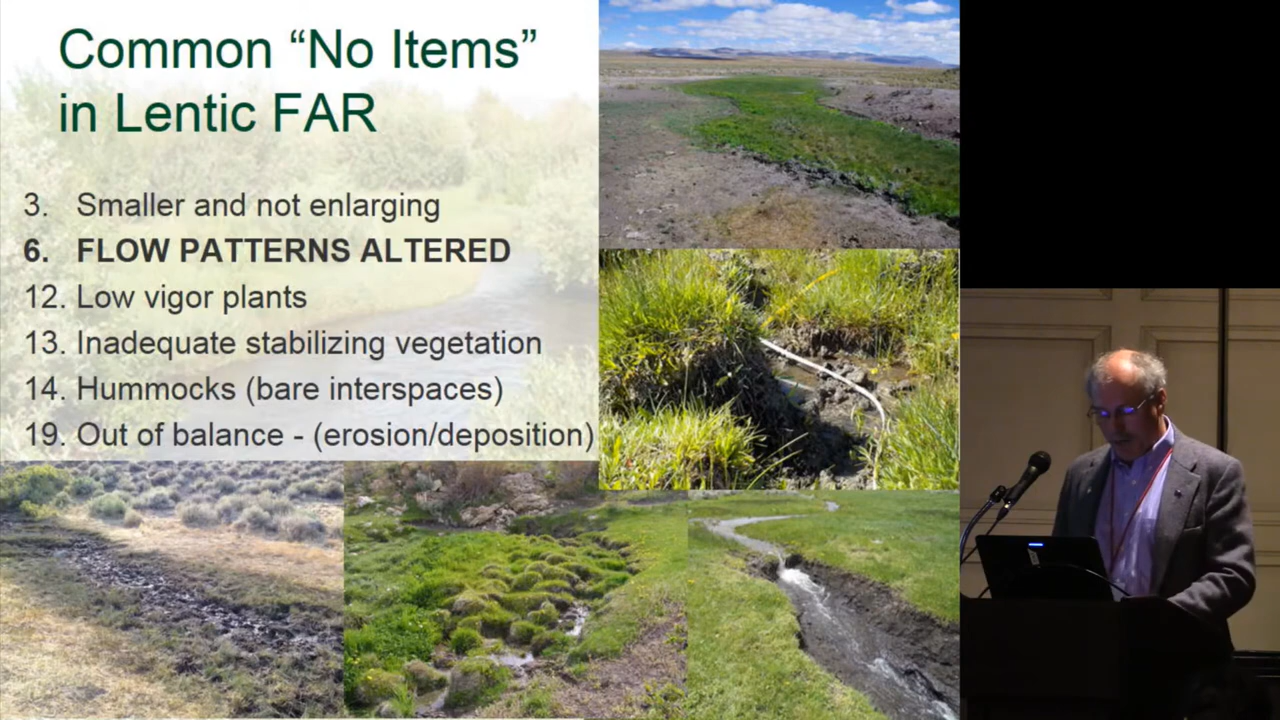 Common “No Items”
in Lentic FAR
3. Smaller and not enlarging
6. FLOW PATTERNS ALTERED
12. Low vigor plants
13. Inadequate stabilizing vegetation
14. Hummocks (bare interspaces)
19. Out of balance - (erosion/deposition)